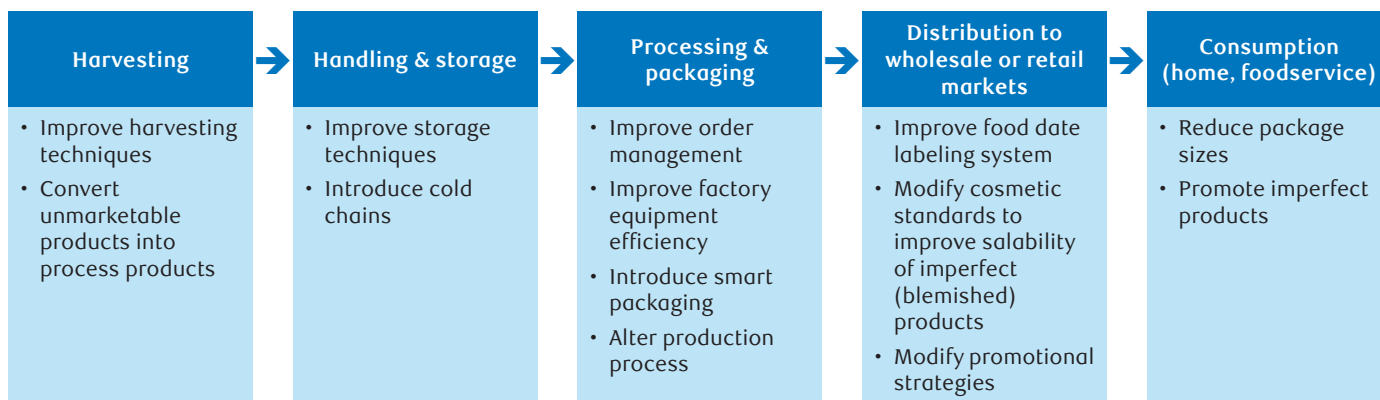 Harvesting
• Improve harvesting
techniques
• Convert
unmarketable
products into
process products
Handling & storage
• Improve storage
techniques
• Introduce cold
chains
Processing &
packaging
• Improve order
management
• Improve factory
equipment
efficiency
• Introduce smart
packaging
• Alter production
process
Distribution to
wholesale or retail
markets
• Improve food date
labeling system
• Modify cosmetic
standards to
improve salability
of imperfect
(blemished)
products
• Modify promotional
strategies
Consumption
(home, foodservice)
• Reduce package
sizes
• Promote imperfect
products